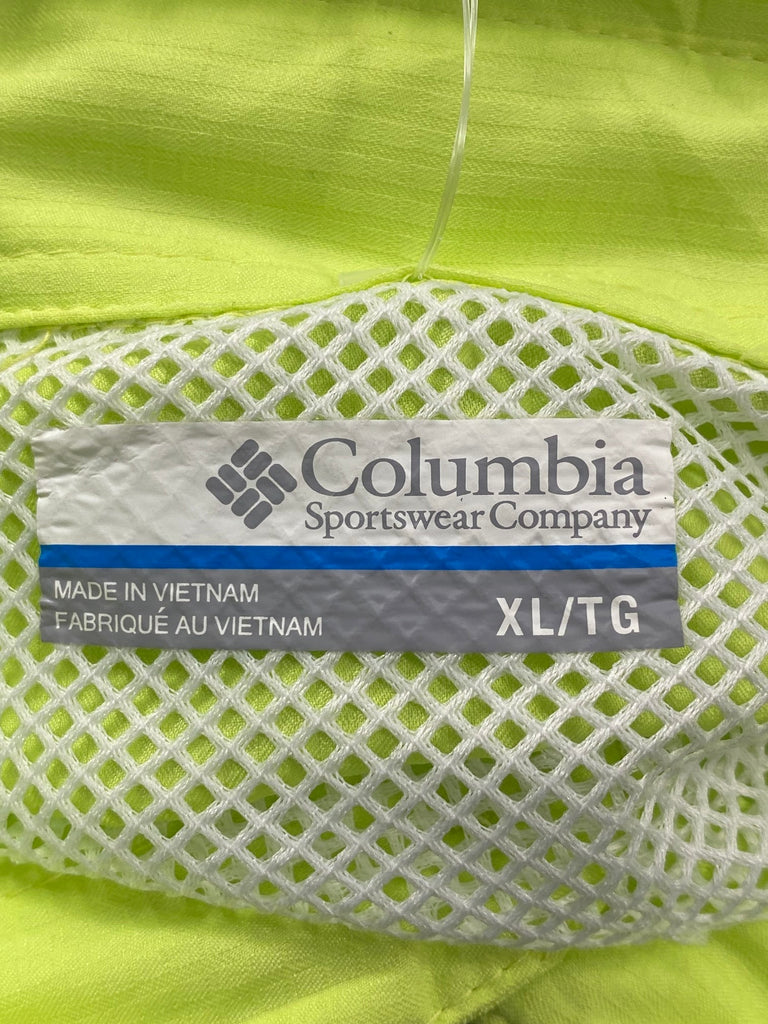 Columbia
Sportswear Company
MADE IN VIETNAM
FABRIQUÉ AU VIETNAM
XL/TG